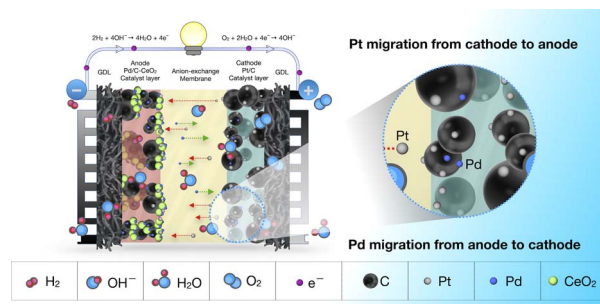 2H₂ + 4OH⁻ → 4H₂O + 4e⁻
O₂ + 2H₂O + 4e⁻ → 4OH⁻
GDL
Anode
Pd/C-CeO₂
Catalyst layer
Anion-exchange
Membrane
Cathode
Pt/C
Catalyst layer
GDL
−
+
Pt migration from cathode to anode
Pt
Pd
Pd migration from anode to cathode
H₂
OH⁻
H₂O
O₂
e⁻
C
Pt
Pd
CeO₂